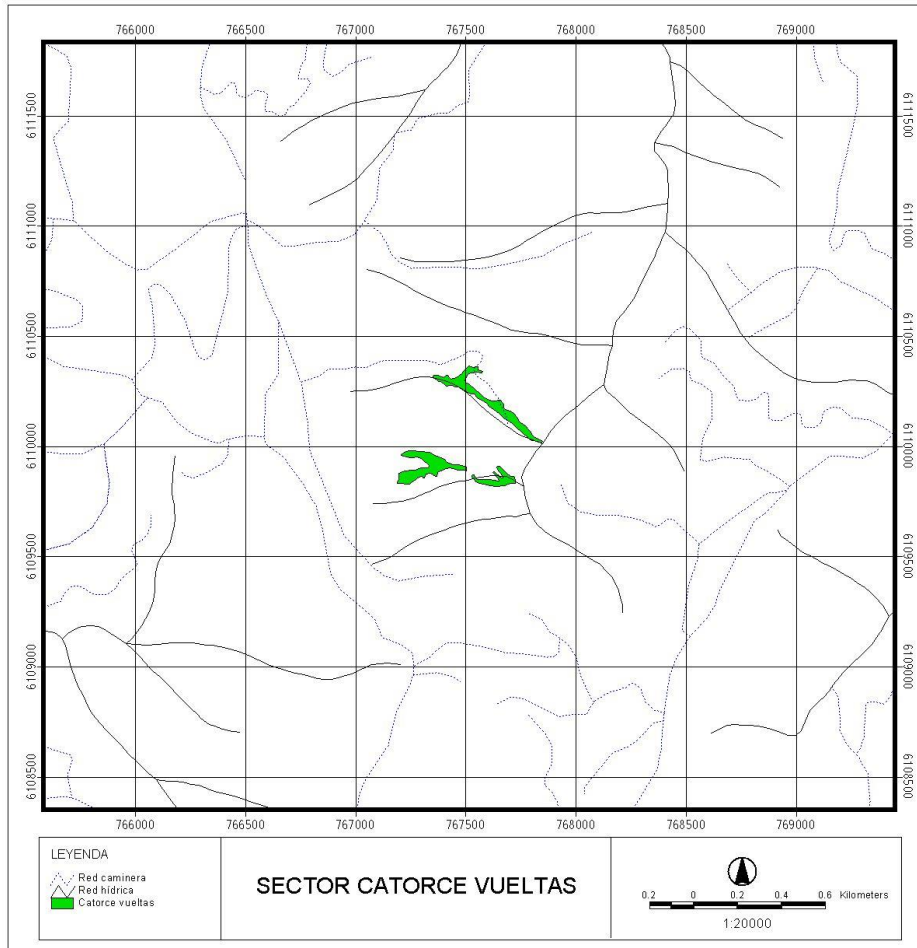 766000 766500 767000 767500 768000 768500 769000
6111500 6111500
6111000 6111000
6110500 6110500
6110000 6110000
6109500 6109500
6109000 6109000
6108500 6108500
766000 766500 767000 767500 768000 768500 769000
LEYENDA
Red caminera
Red hídrica
Catorce vueltas
SECTOR CATORCE VUELTAS
0.2 0 0.2 0.4 0.6 Kilometers
1:20000